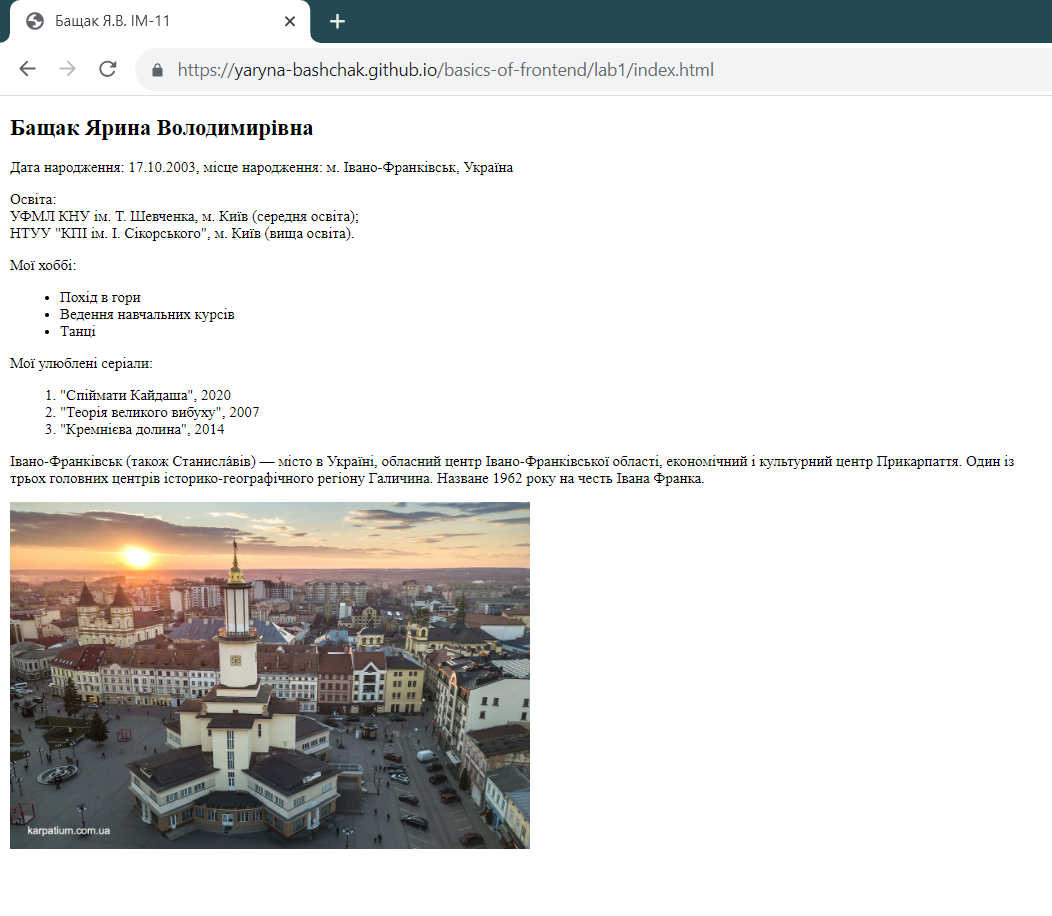 Бащак Я.В. ІМ-11
https://yaryna-bashchak.github.io/basics-of-frontend/lab1/index.html
Бащак Ярина Володимирівна
Дата народження: 17.10.2003, місце народження: м. Івано-Франківськ, Україна
Освіта:
УФМЛ КНУ ім. Т. Шевченка, м. Київ (середня освіта);
НТУУ "КПІ ім. І. Сікорського", м. Київ (вища освіта).
Мої хоббі:
• Похід в гори
• Ведення навчальних курсів
• Танці
Мої улюблені серіали:
1. "Спіймати Кайдаша", 2020
2. "Теорія великого вибуху", 2007
3. "Кремнієва долина", 2014
Івано-Франківськ (також Станисла́вів) — місто в Україні, обласний центр Івано-Франківської області, економічний і культурний центр Прикарпаття. Один із
трьох головних центрів історико-географічного регіону Галичина. Назване 1962 року на честь Івана Франка.
karpatium.com.ua